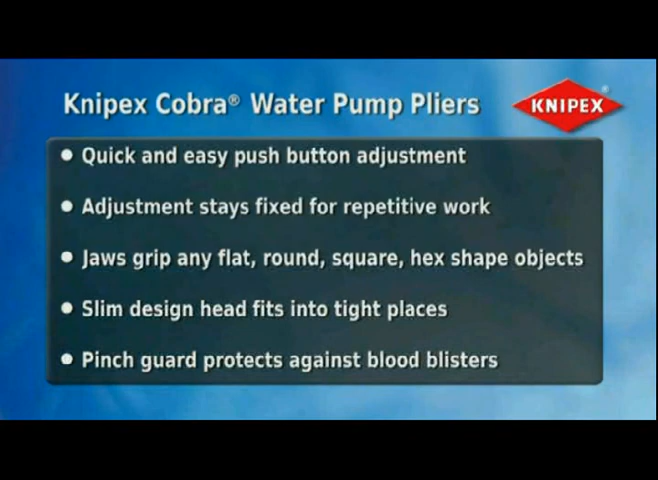 Knipex Cobra® Water Pump Pliers
KNIPEX®
• Quick and easy push button adjustment
• Adjustment stays fixed for repetitive work
• Jaws grip any flat, round, square, hex shape objects
• Slim design head fits into tight places
• Pinch guard protects against blood blisters